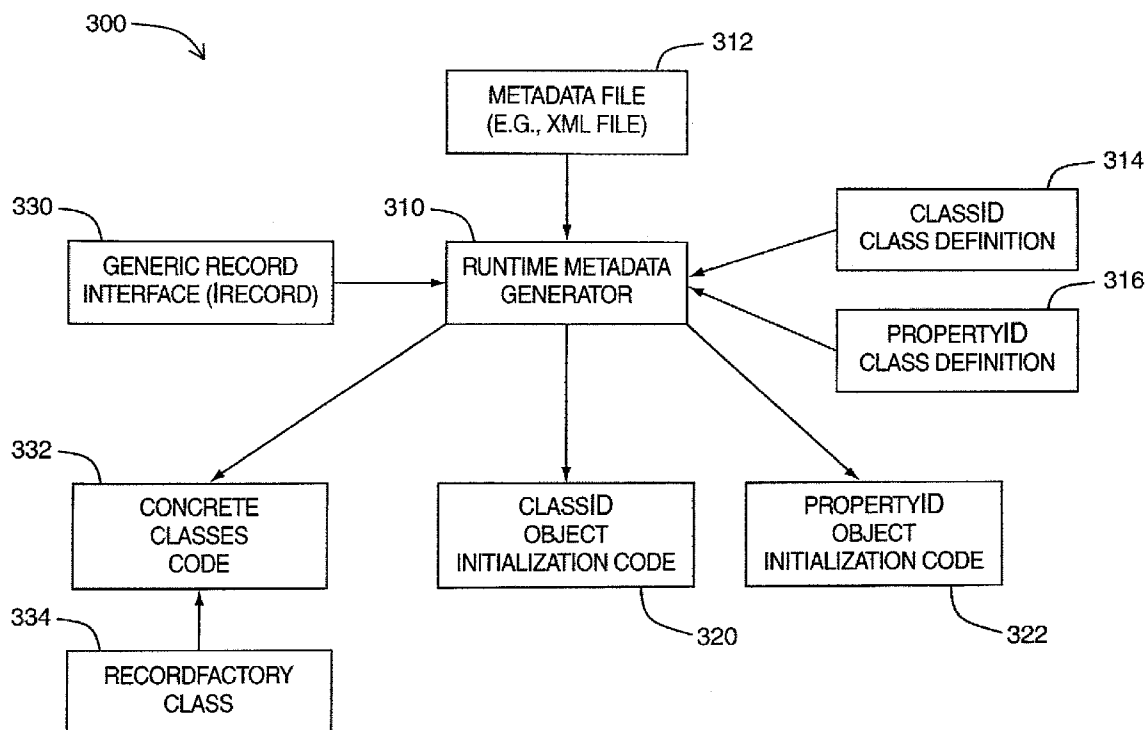 300
312
METADATA FILE
(E.G., XML FILE)
314
CLASSID
CLASS DEFINITION
330
310
GENERIC RECORD
INTERFACE (IRECORD)
RUNTIME METADATA
GENERATOR
316
PROPERTYID
CLASS DEFINITION
332
CONCRETE
CLASSES
CODE
CLASSID
OBJECT
INITIALIZATION CODE
PROPERTYID
OBJECT
INITIALIZATION CODE
334
320
322
RECORDFACTORY
CLASS